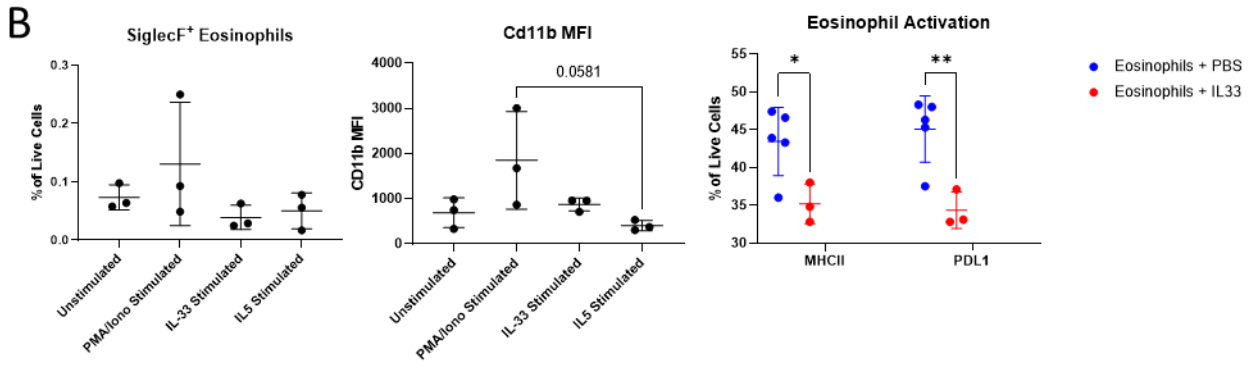 B
SiglecF+ Eosinophils
% of Live Cells
0.3
0.2
0.1
0.0
Unstimulated
PMA/Iono Stimulated
IL-33 Stimulated
IL5 Stimulated
Cd11b MFI
CD11b MFI
4000
3000
2000
1000
0
0.0581
Unstimulated
PMA/Iono Stimulated
IL-33 Stimulated
IL5 Stimulated
Eosinophil Activation
% of Live Cells
55
50
45
40
35
30
*
**
MHCII
PDL1
Eosinophils + PBS
Eosinophils + IL33